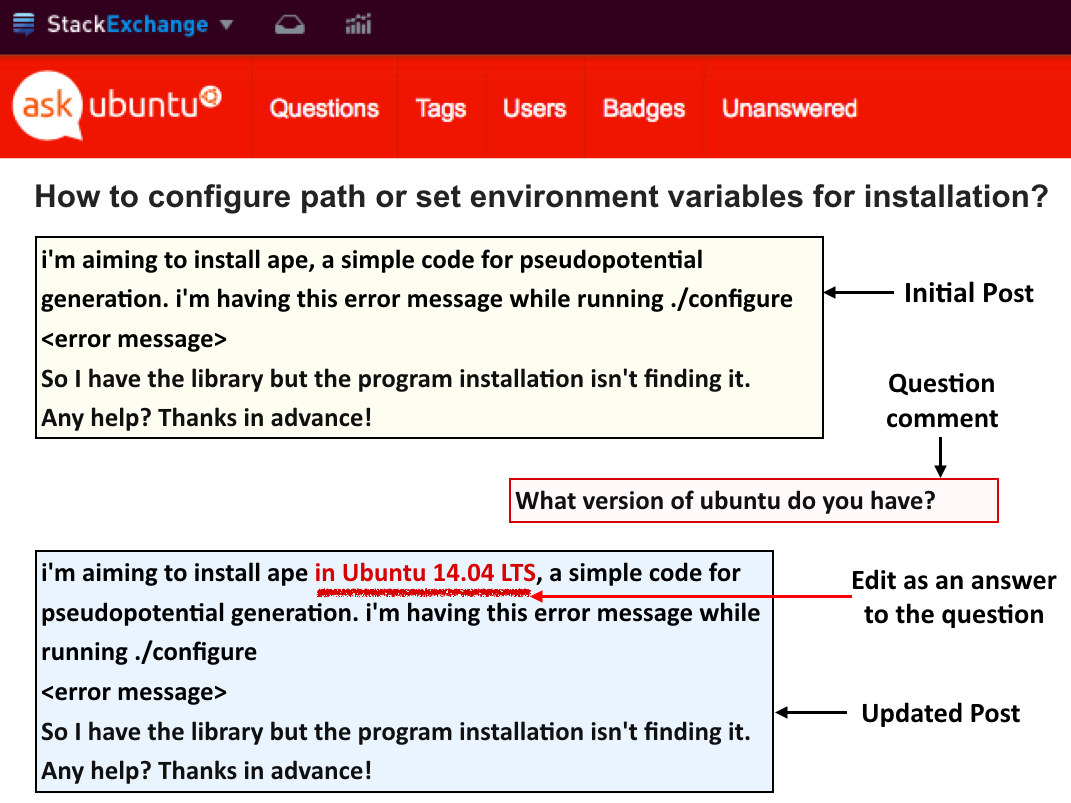 StackExchange
ask ubuntu Questions Tags Users Badges Unanswered
How to configure path or set environment variables for installation?
i'm aiming to install ape, a simple code for pseudopotential
generation. i'm having this error message while running ./configure
<error message>
So I have the library but the program installation isn't finding it.
Any help? Thanks in advance!
Initial Post
Question
comment
What version of ubuntu do you have?
i'm aiming to install ape in Ubuntu 14.04 LTS, a simple code for
pseudopotential generation. i'm having this error message while
running ./configure
<error message>
So I have the library but the program installation isn't finding it.
Any help? Thanks in advance!
Edit as an answer
to the question
Updated Post